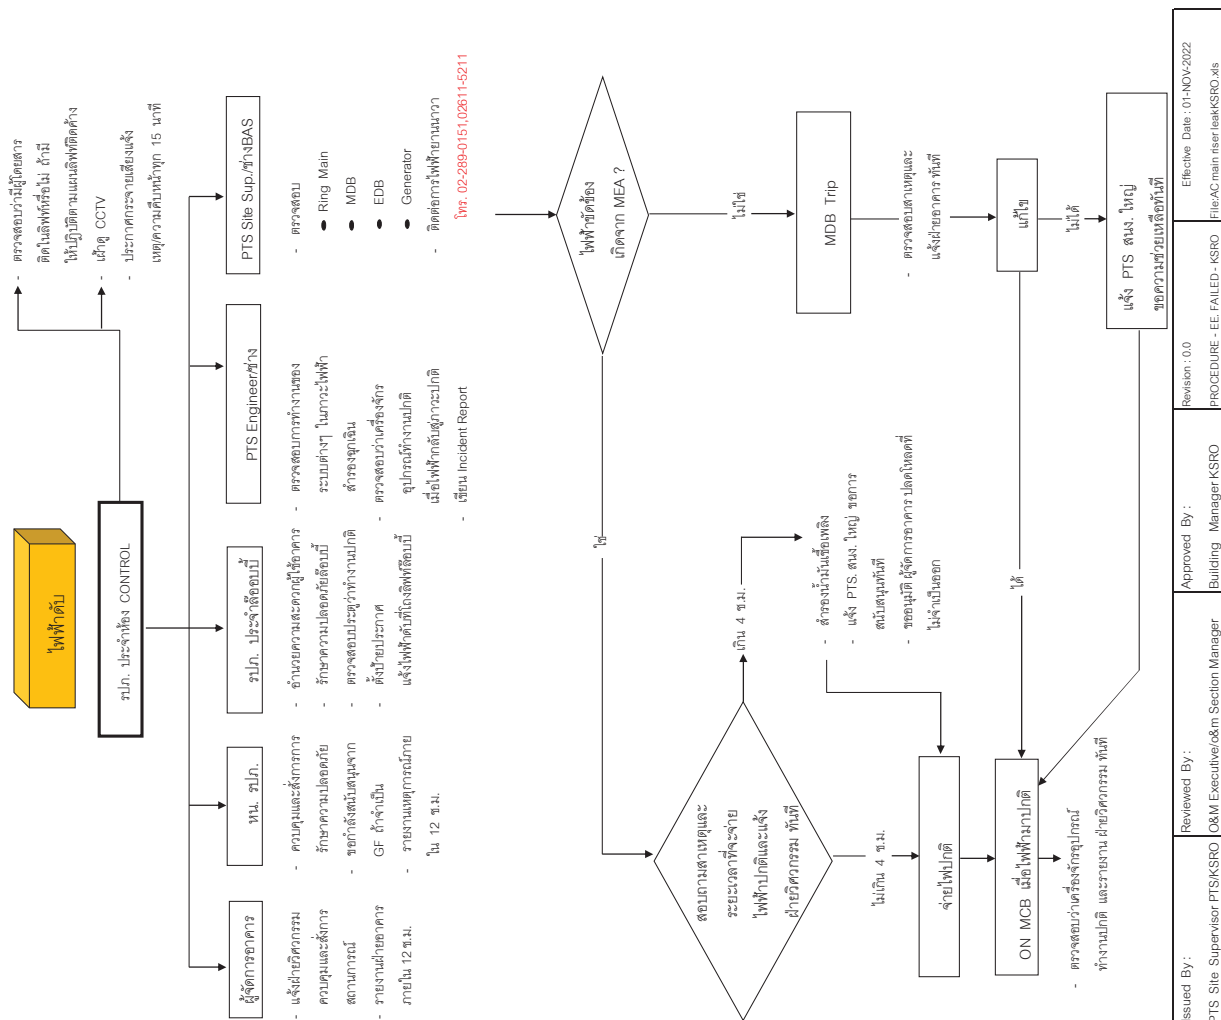 ไฟฟ้าดับ
รปภ. ประจำห้อง CONTROL
- ตรวจสอบว่ามีผู้โดยสาร
ติดในลิฟท์หรือไม่ ถ้ามี
ให้ปฏิบัติตามแผนลิฟท์ติดค้าง
- เฝ้าดู CCTV
- ประกาศกระจายเสียงแจ้ง
เหตุ/ความคืบหน้าทุก 15 นาที
ผู้จัดการอาคาร
- แจ้งฝ่ายวิศวกรรม
ควบคุมและสั่งการ
สถานการณ์
- รายงานฝ่ายอาคาร
ภายใน 12 ช.ม.
หน. รปภ.
- ควบคุมและสั่งการการ
รักษาความปลอดภัย
- ขอกำลังสนับสนุนจาก
GF ถ้าจำเป็น
- รายงานเหตุการณ์ภาย
ใน 12 ช.ม.
รปภ. ประจำล๊ออบบี้
- อำนวยความสะดวกผู้ใช้อาคาร
- รักษาความปลอดภัยล๊อบบี้
- ตรวจสอบประตูว่าทำงานปกติ
- ตั้งป้ายประกาศ
แจ้งไฟฟ้าดับที่โถงลิฟท์ล๊อบบี้
PTS Engineer/ช่าง
- ตรวจสอบการทำงานของ
ระบบต่างๆ ในภาวะไฟฟ้า
สำรองฉุกเฉิน
- ตรวจสอบว่าเครื่องจักร
อุปกรณ์ทำงานปกติ
เมื่อไฟฟ้ากลับสู่ภาวะปกติ
- เขียน Incident Report
PTS Site Sup./ช่างBAS
- ตรวจสอบ
● Ring Main
● MDB
● EDB
● Generator
- ติดต่อการไฟฟ้ายานนาวา
โทร. 02-289-0151,02611-5211
ไฟฟ้าขัดข้อง
เกิดจาก MEA ?
ใช่
ไม่ใช่
สอบถามสาเหตุและ
ระยะเวลาที่จะจ่าย
ไฟฟ้าปกติและแจ้ง
ฝ่ายวิศวกรรม ทันที
เกิน 4 ช.ม.
- สำรองน้ำมันเชื้อเพลิง
- แจ้ง PTS. สนง. ใหญ่ ขอการ
สนับสนุนทันที
- ขออนุมัติ ผู้จัดการอาคาร ปลดโหลดที่
ไม่จำเป็นออก
MDB Trip
- ตรวจสอบสาเหตุและ
แจ้งฝ่ายอาคาร ทันที
ไม่เกิน 4 ช.ม.
จ่ายไฟปกติ
แก้ไข
ได้
ไม่ได้
ON MCB เมื่อไฟฟ้ามาปกติ
- ตรวจสอบว่าเครื่องจักรอุปกรณ์
ทำงานปกติ และรายงาน ฝ่ายวิศวกรรม ทันที
แจ้ง PTS สนง. ใหญ่
ขอความช่วยเหลือทันที
Issued By :
PTS Site Supervisor PTS/KSRO
Reviewed By :
O&M Executive/o&m Section Manager
Approved By :
Building Manager KSRO
Revision : 0.0
PROCEDURE - EE. FAILED - KSRO
Effective Date : 01-NOV-2022
File:AC main riser leakKSRO.xls